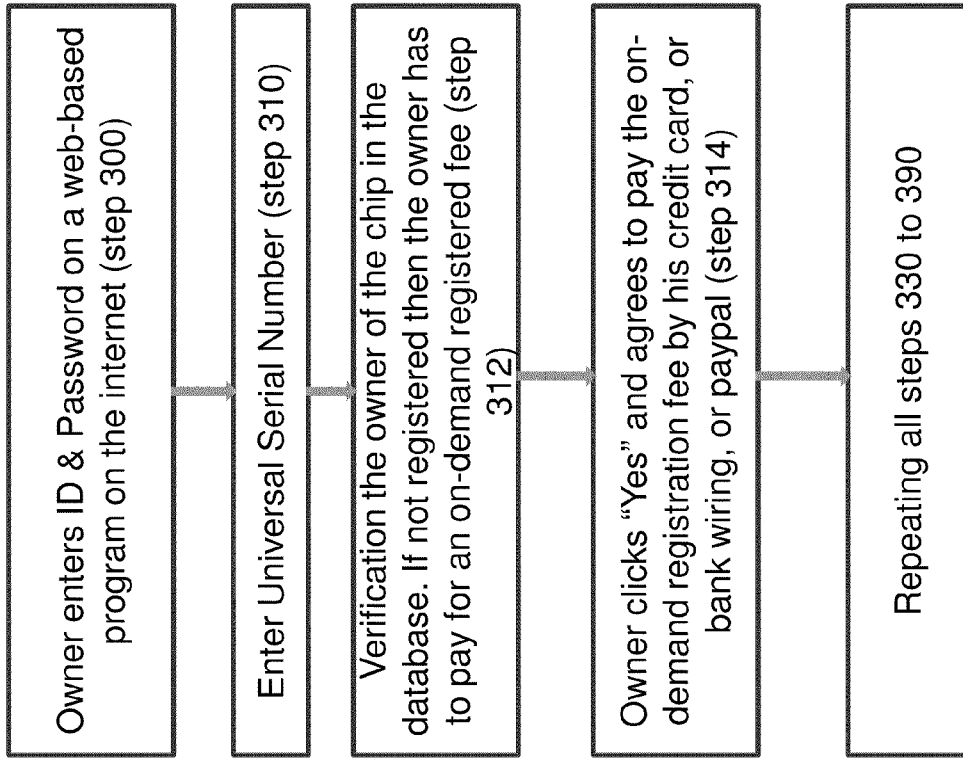 Owner enters ID & Password on a web-based
program on the internet (step 300)
Enter Universal Serial Number (step 310)
Verification the owner of the chip in the
database. If not registered then the owner has
to pay for an on-demand registered fee (step
312)
Owner clicks “Yes” and agrees to pay the on-
demand registration fee by his credit card, or
bank wiring, or paypal (step 314)
Repeating all steps 330 to 390